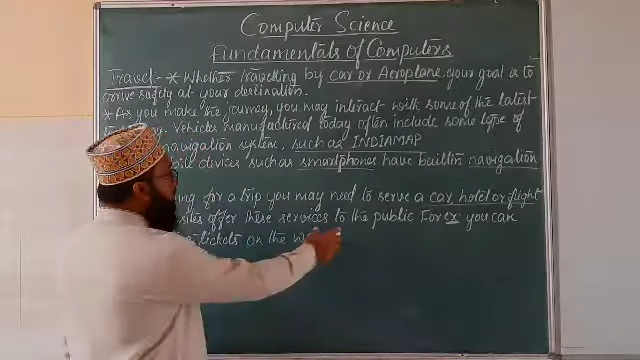 Computer Science
Fundamentals of Computers
Travel - * Whether travelling by car or Aeroplane, your goal is to
arrive safely at your destination.
* As you make the journey, you may interact with some of the latest
Vehicles manufactured today often include some type of
navigation system, such as INDIAMAP
devices such as smartphones have builtin navigation
for a trip you may need to serve a car, hotel or flight
offer these services to the public For ex. you can
tickets on the